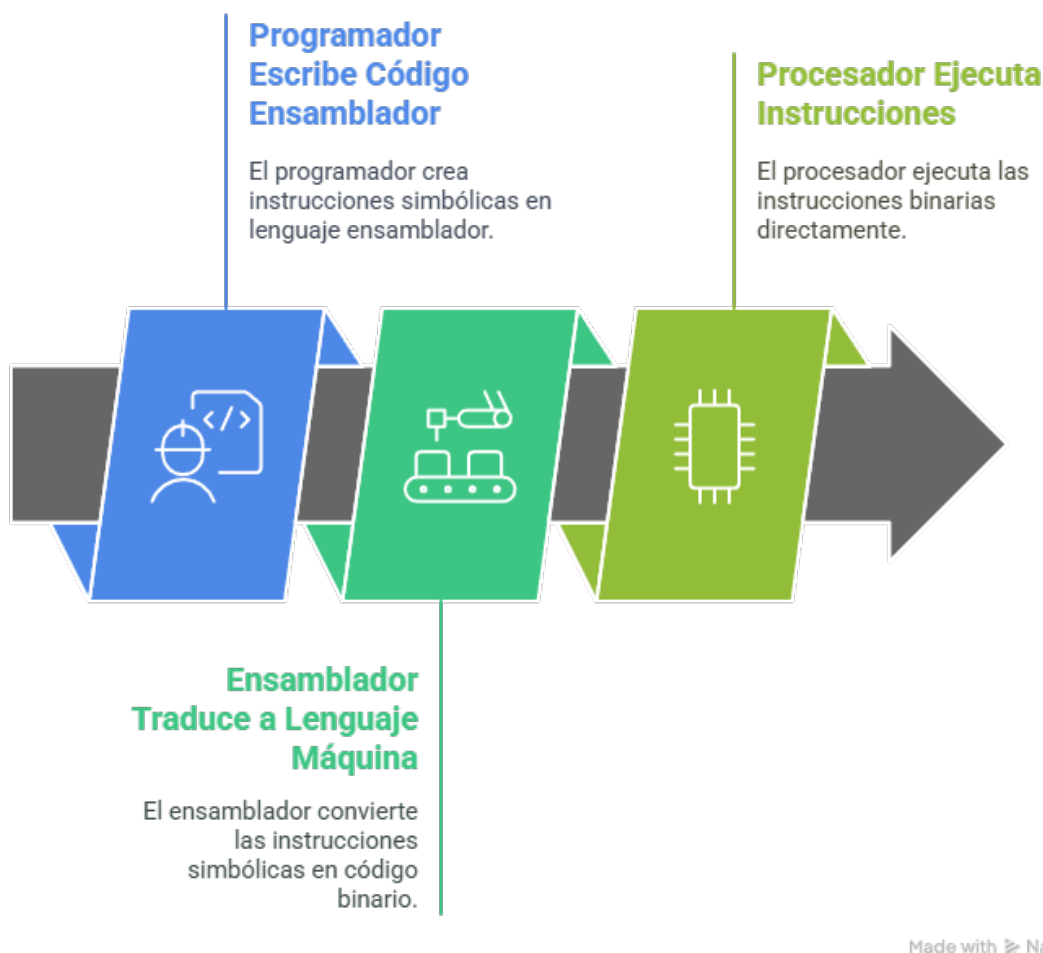 Programador
Escribe Código
Ensamblador
El programador crea
instrucciones simbólicas en
lenguaje ensamblador.
Procesador Ejecuta
Instrucciones
El procesador ejecuta las
instrucciones binarias
directamente.
</>
Ensamblador
Traduce a Lenguaje
Máquina
El ensamblador convierte
las instrucciones
simbólicas en código
binario.
Made with